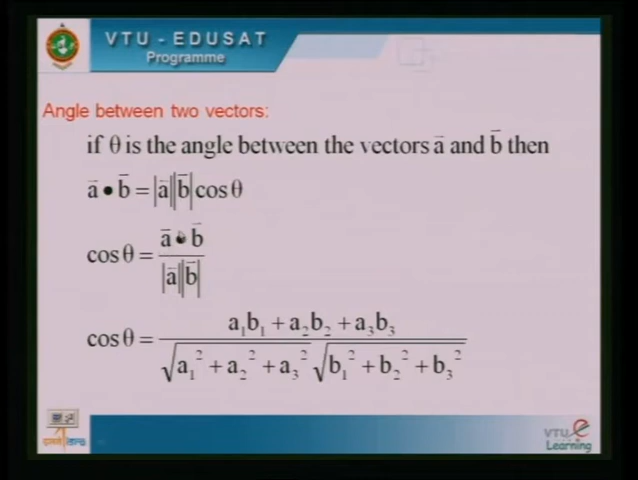 VTU - EDUSAT
Programme
Angle between two vectors:
if θ is the angle between the vectors a̅ and b̅ then
a̅ • b̅ = |a̅||b̅| cos θ
cos θ = (a̅ • b̅) / (|a̅||b̅|)
cos θ = (a₁b₁ + a₂b₂ + a₃b₃) / (√(a₁² + a₂² + a₃²) √(b₁² + b₂² + b₃²))
VTU e
Learning